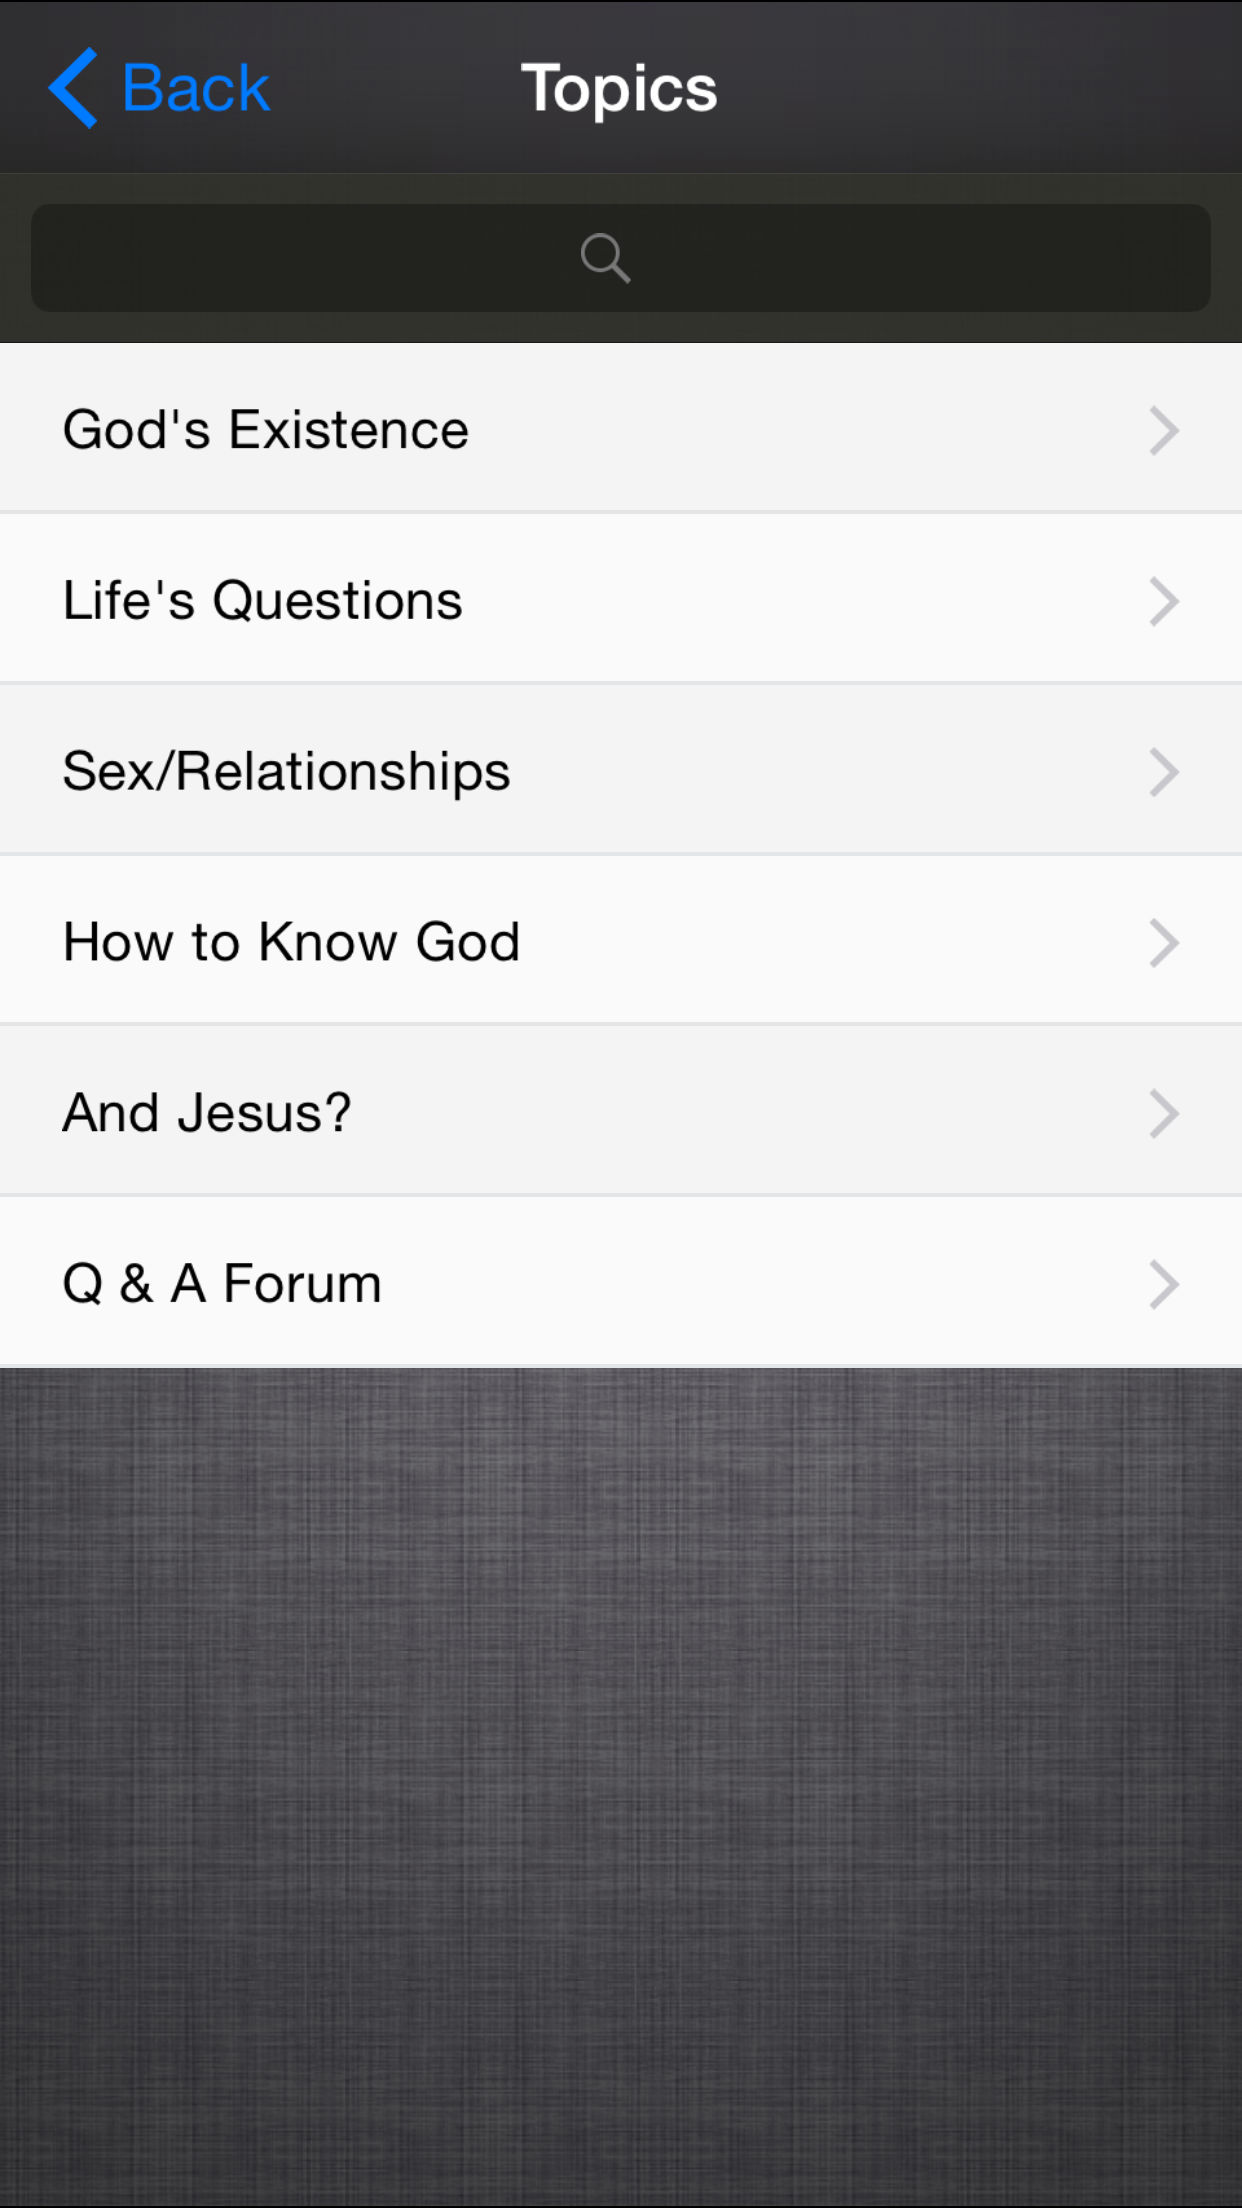 Back
Topics
God's Existence
Life's Questions
Sex/Relationships
How to Know God
And Jesus?
Q & A Forum